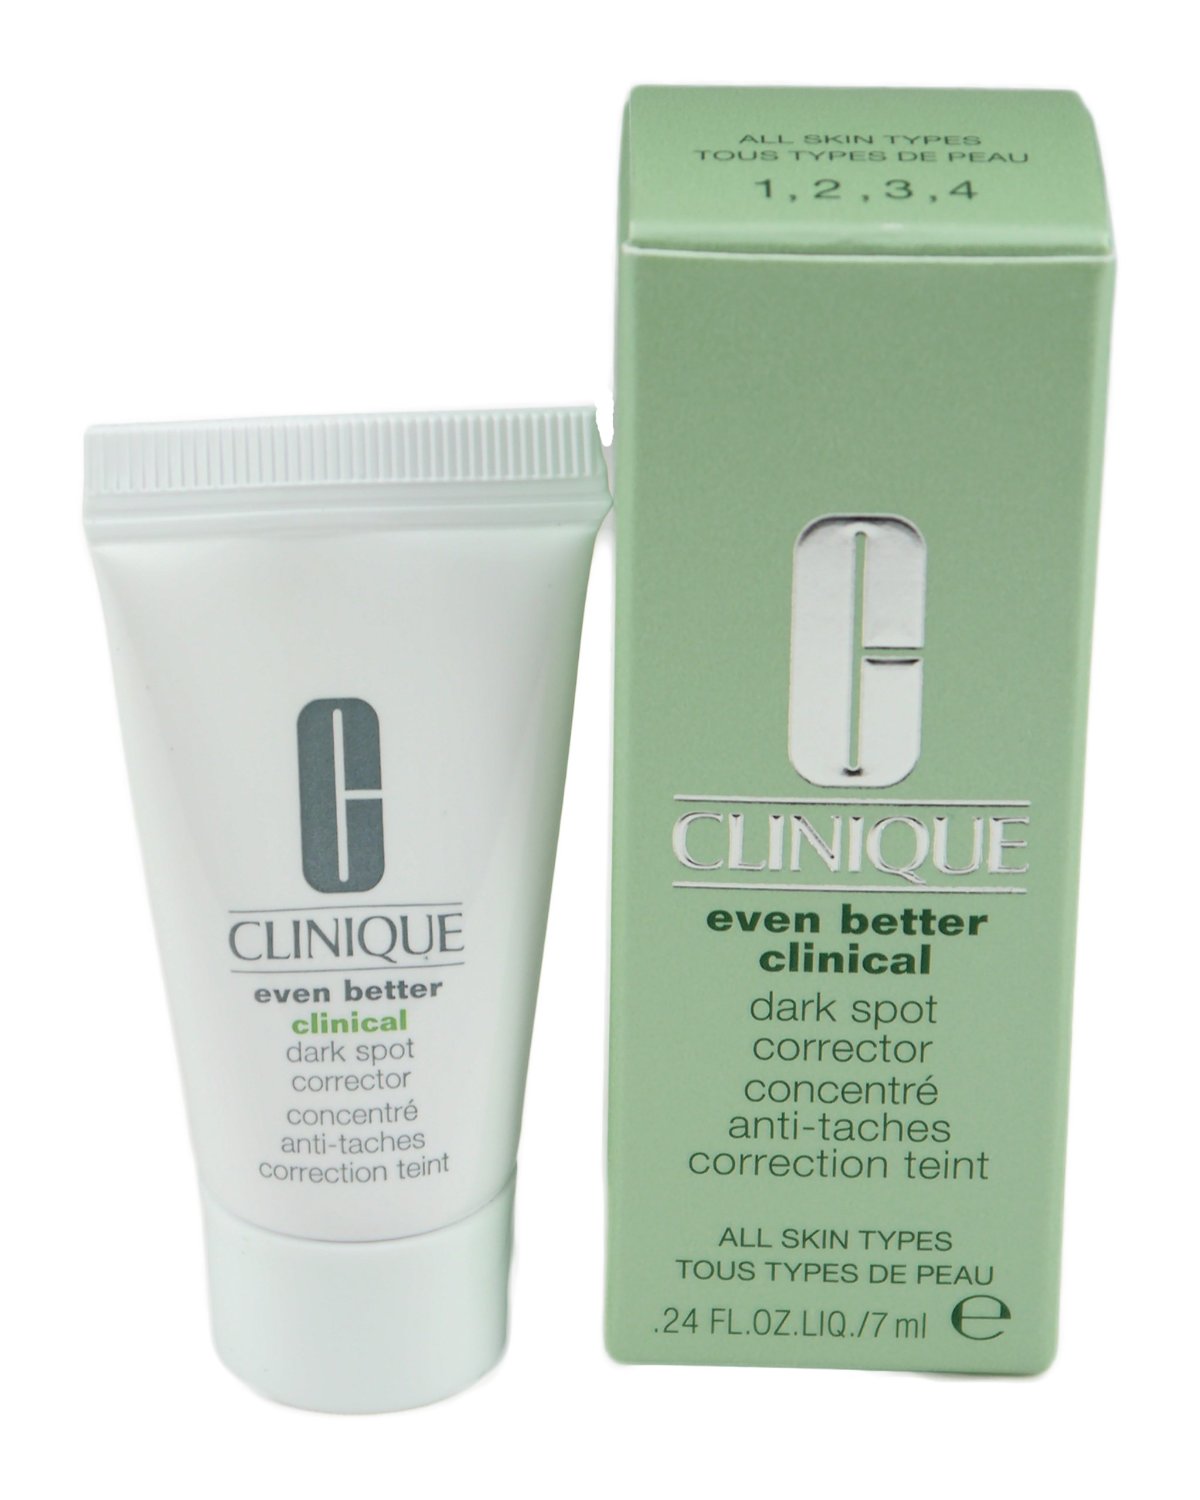 C
CLINIQUE
even better
clinical
dark spot
corrector
concentré
anti-taches
correction teint
ALL SKIN TYPES
TOUS TYPES DE PEAU
1, 2, 3, 4
C
CLINIQUE
even better
clinical
dark spot
corrector
concentré
anti-taches
correction teint
ALL SKIN TYPES
TOUS TYPES DE PEAU
.24 FL.OZ.LIQ./7 ml ℮